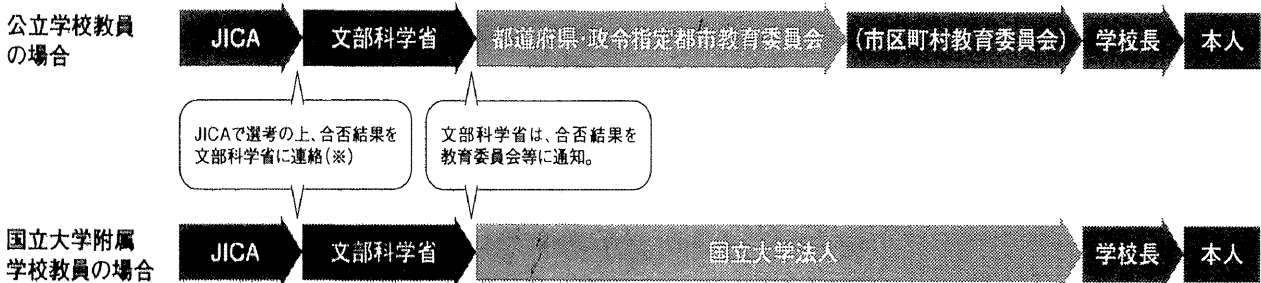 公立学校教員
の場合
JICA 文部科学省 都道府県・政令指定都市教育委員会 (市区町村教育委員会) 学校長 本人
JICAで選考の上、合否結果を
文部科学省に連絡(※)
文部科学省は、合否結果を
教育委員会等に通知。
国立大学附属
学校教員の場合
JICA 文部科学省 国立大学法人 学校長 本人